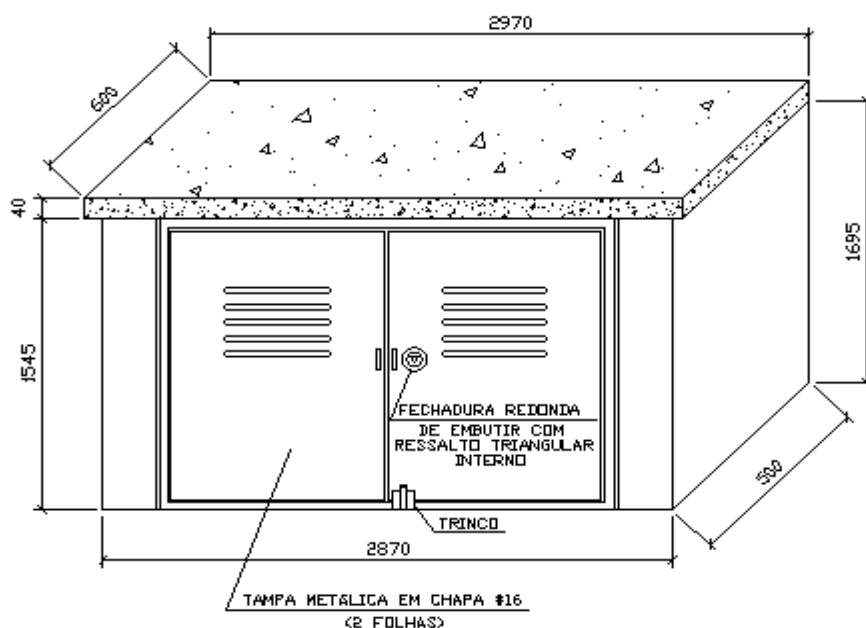 2970
600
40
1695
1545
FECHADURA REDONDA
DE EMBUTIR COM
RESSALTO TRIANGULAR
INTERNO
500
TRINCO
2870
TAMPA METÁLICA EM CHAPA #16
(2 FOLHAS)